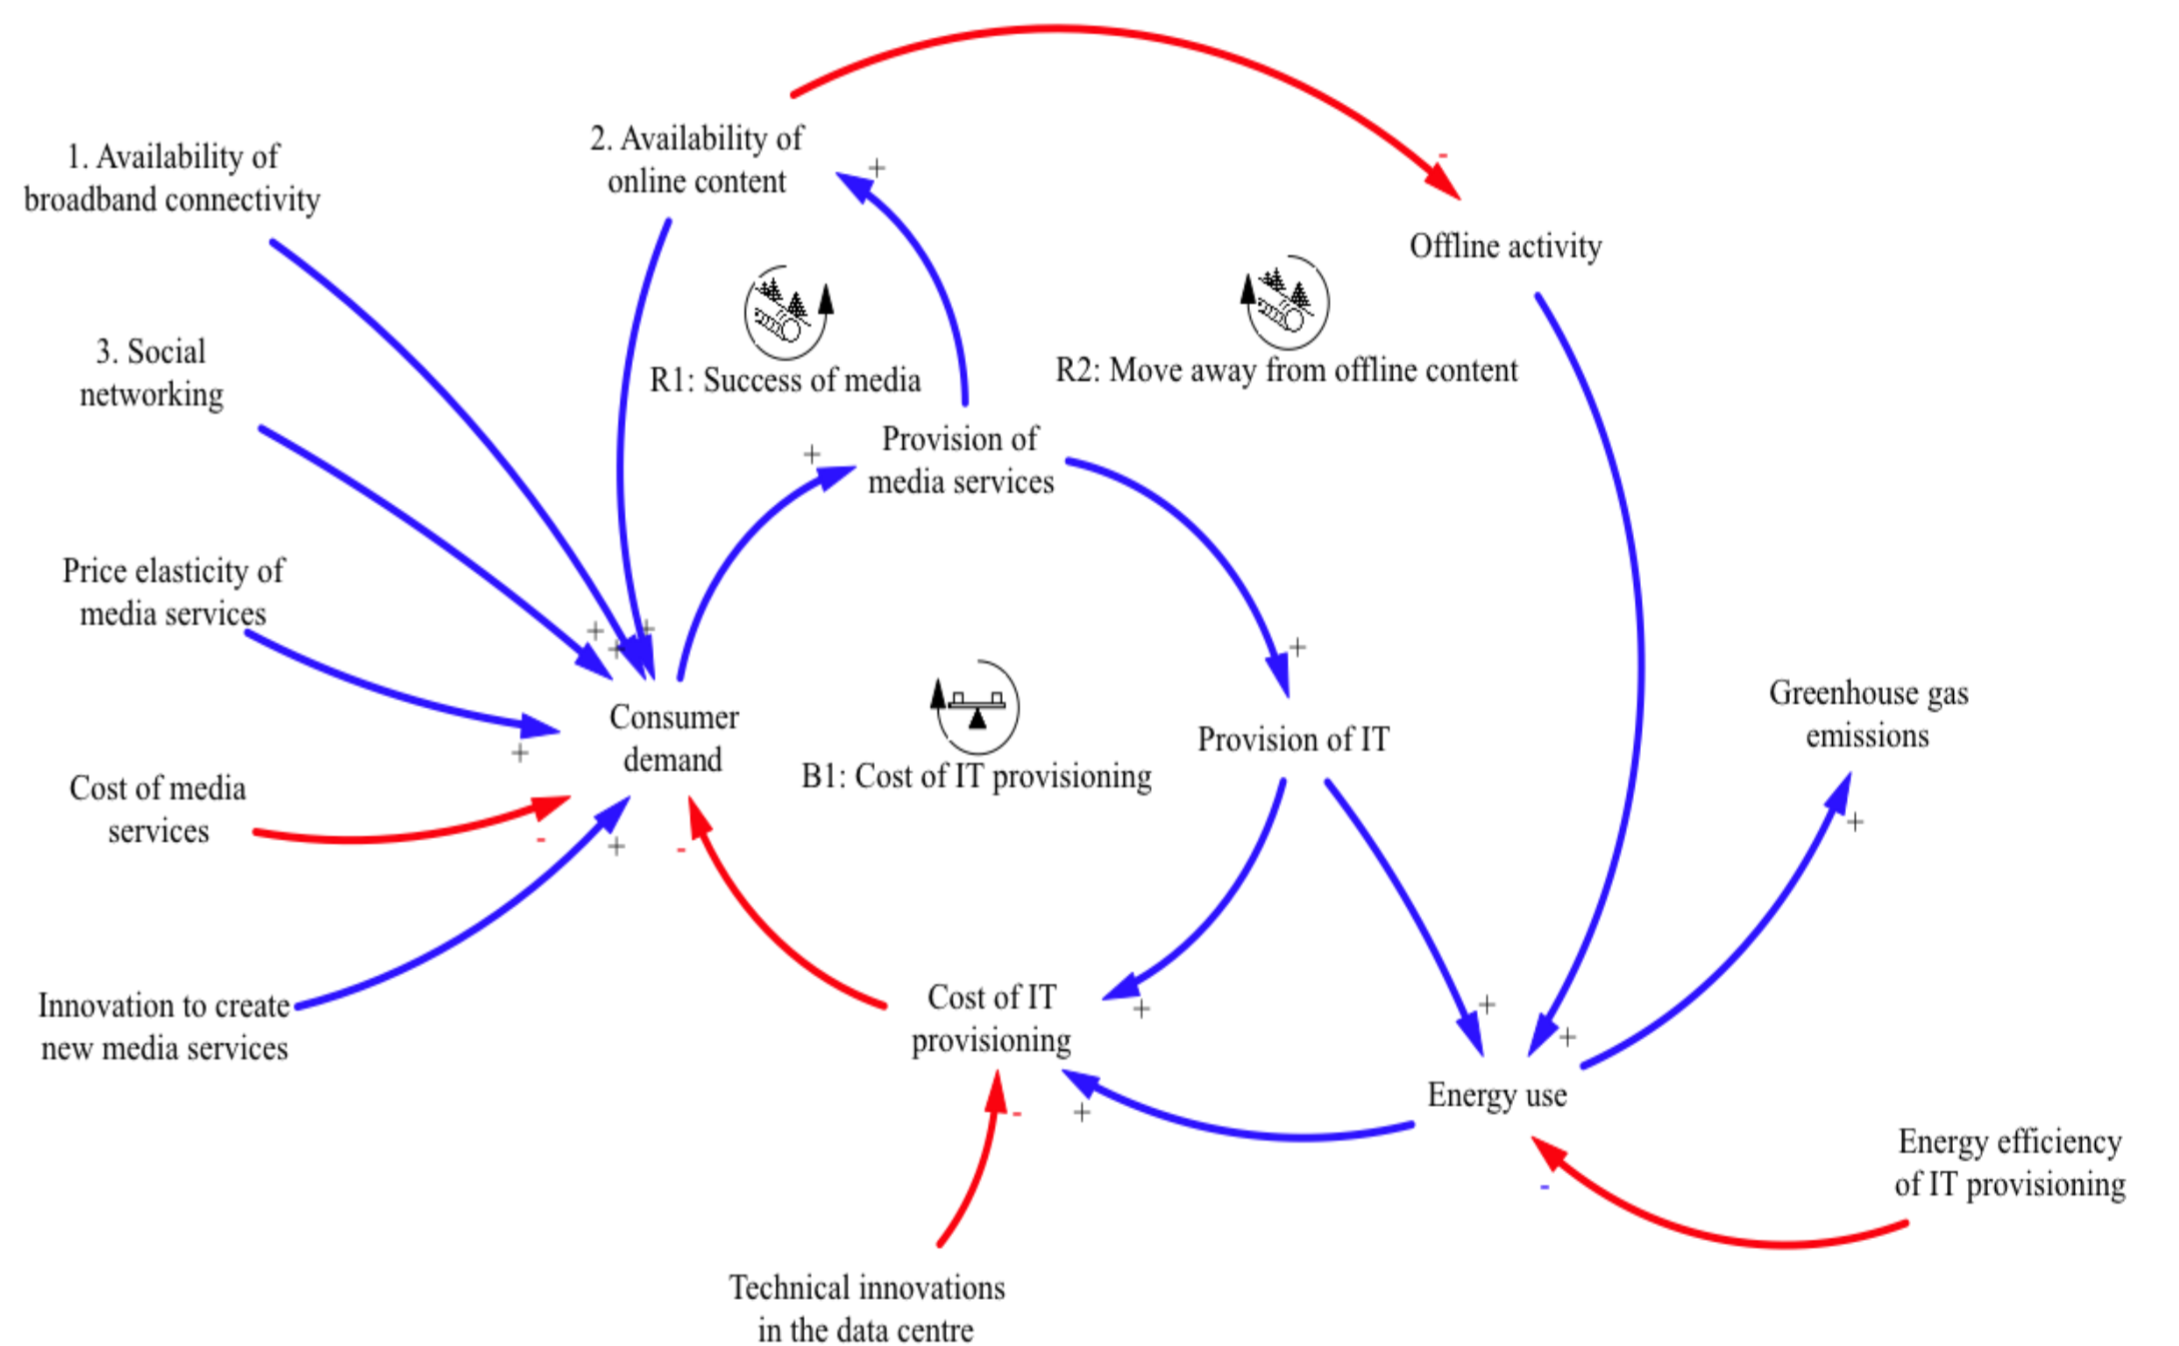 1. Availability of
broadband connectivity
2. Availability of
online content
+
-
Offline activity
3. Social
networking
R1: Success of media
R2: Move away from offline content
+
Provision of
media services
Price elasticity of
media services
+
+
+
+
Consumer
demand
+
Provision of IT
B1: Cost of IT provisioning
Greenhouse gas
emissions
+
Cost of media
services
-
+
-
Innovation to create
new media services
Cost of IT
provisioning
+
+
+
Energy use
-
+
-
Energy efficiency
of IT provisioning
Technical innovations
in the data centre